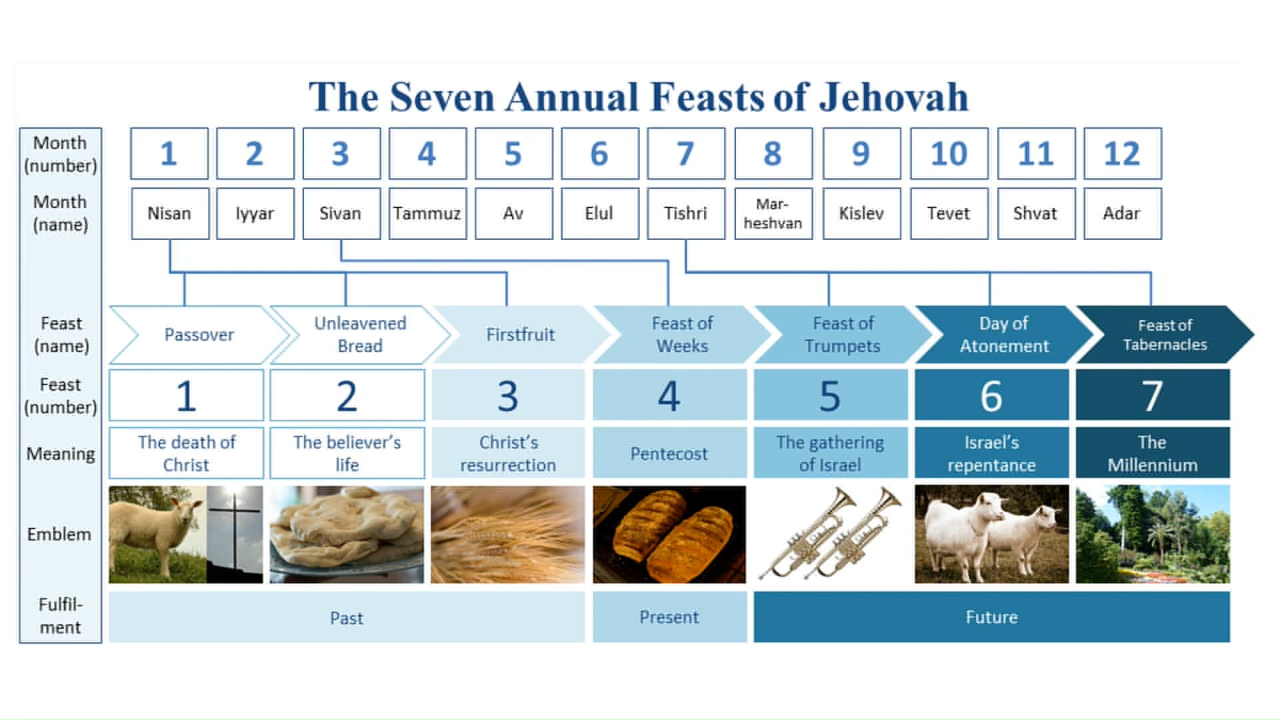 The Seven Annual Feasts of Jehovah
Month
(number)
1 2 3 4 5 6 7 8 9 10 11 12
Month
(name)
Nisan Iyyar Sivan Tammuz Av Elul Tishri Mar-
heshvan Kislev Tevet Shvat Adar
Feast
(name)
Passover
Unleavened
Bread
Firstfruit
Feast of
Weeks
Feast of
Trumpets
Day of
Atonement
Feast of
Tabernacles
Feast
(number)
1 2 3 4 5 6 7
Meaning
The death of
Christ
The believer's
life
Christ's
resurrection
Pentecost
The gathering
of Israel
Israel's
repentance
The
Millennium
Emblem
Fulfil-
ment
Past
Present
Future